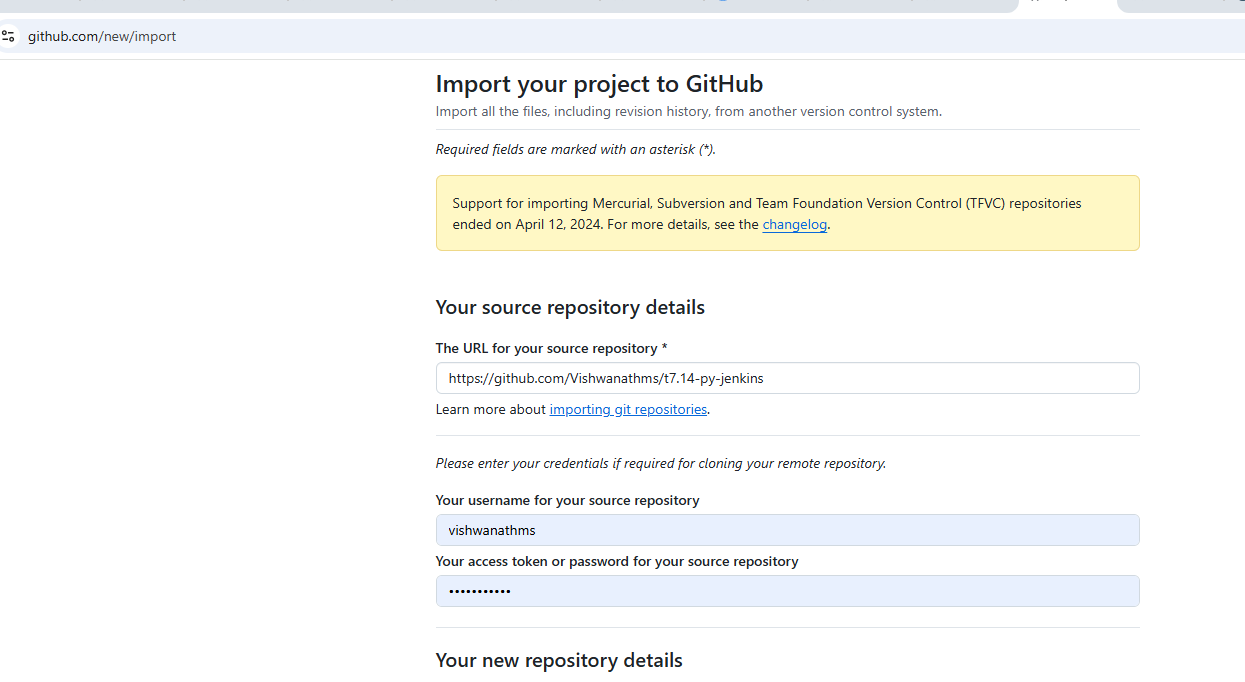 github.com/new/import
Import your project to GitHub
Import all the files, including revision history, from another version control system.
Required fields are marked with an asterisk (*).
Support for importing Mercurial, Subversion and Team Foundation Version Control (TFVC) repositories
ended on April 12, 2024. For more details, see the changelog.
Your source repository details
The URL for your source repository *
https://github.com/Vishwanathms/t7.14-py-jenkins
Learn more about importing git repositories.
Please enter your credentials if required for cloning your remote repository.
Your username for your source repository
vishwanathms
Your access token or password for your source repository
•••••••••••
Your new repository details